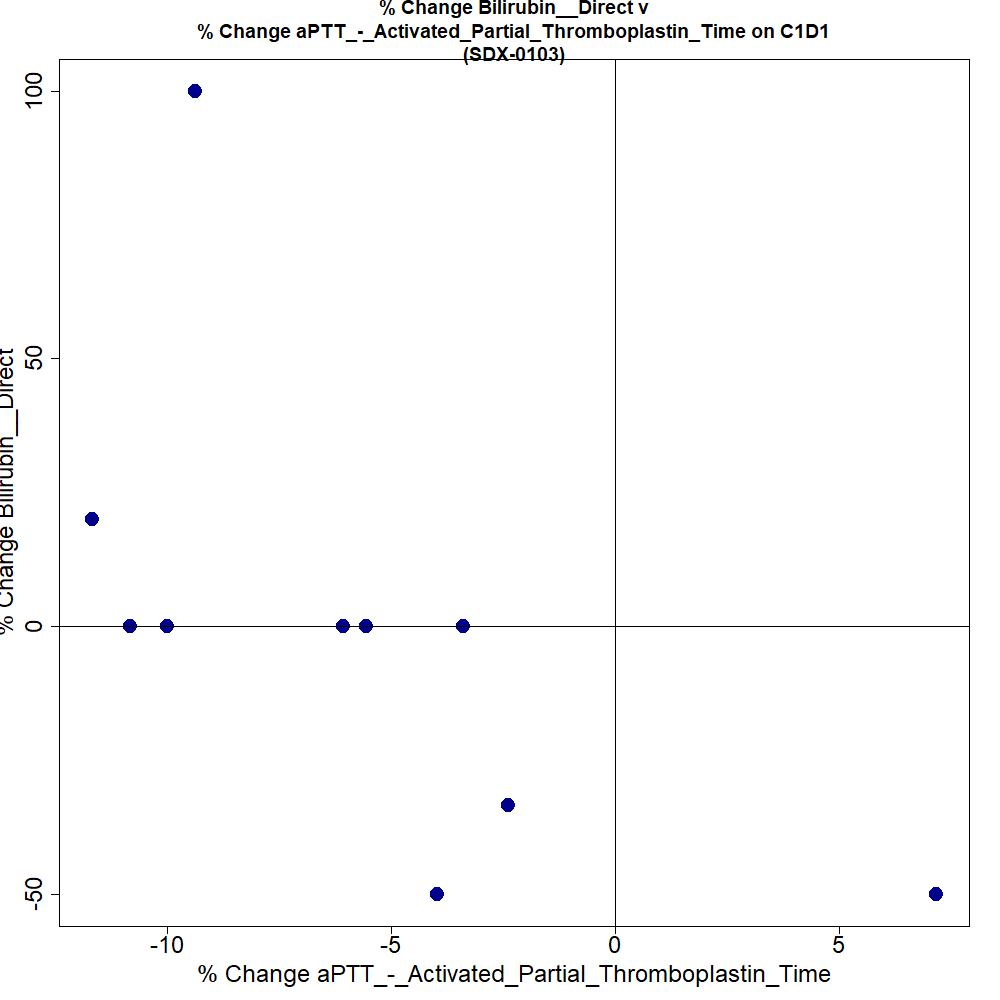 % Change Bilirubin__Direct v
% Change aPTT_-_Activated_Partial_Thromboplastin_Time on C1D1
(SDX-0103)
100
50
0
-50
% Change Bilirubin__Direct
-10
-5
0
5
% Change aPTT_-_Activated_Partial_Thromboplastin_Time